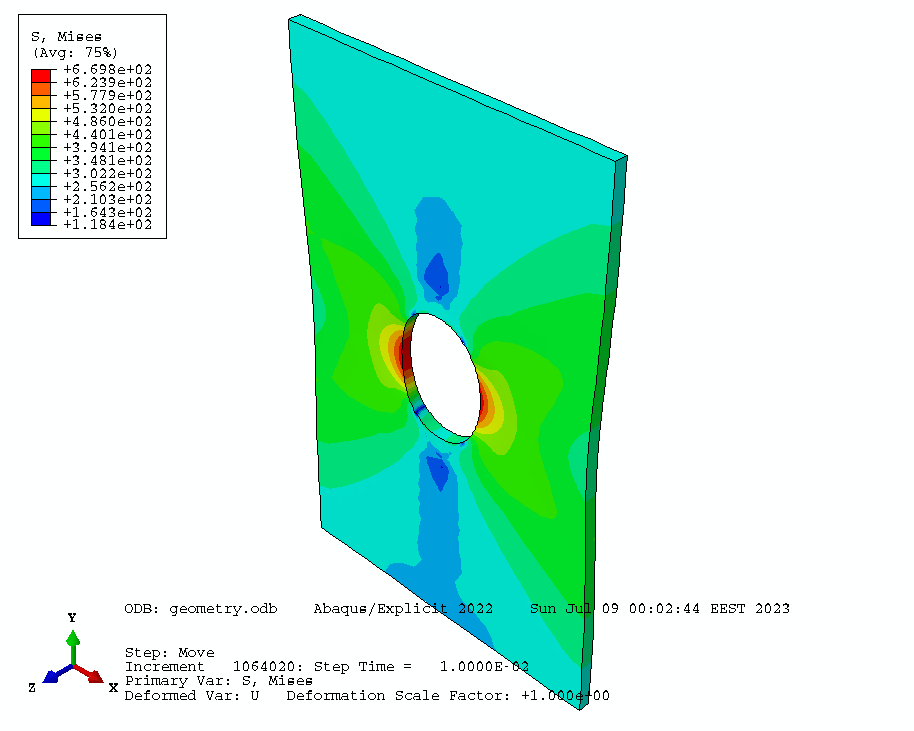 S, Mises
(Avg: 75%)
+6.698e+02
+6.239e+02
+5.779e+02
+5.320e+02
+4.860e+02
+4.401e+02
+3.941e+02
+3.481e+02
+3.022e+02
+2.562e+02
+2.103e+02
+1.643e+02
+1.184e+02
ODB: geometry.odb    Abaqus/Explicit 2022    Sun Jul 09 00:02:44 EEST 2023
Y
Z
X
Step: Move
Increment   1064020: Step Time =   1.0000E-02
Primary Var: S, Mises
Deformed Var: U   Deformation Scale Factor: +1.000e+00